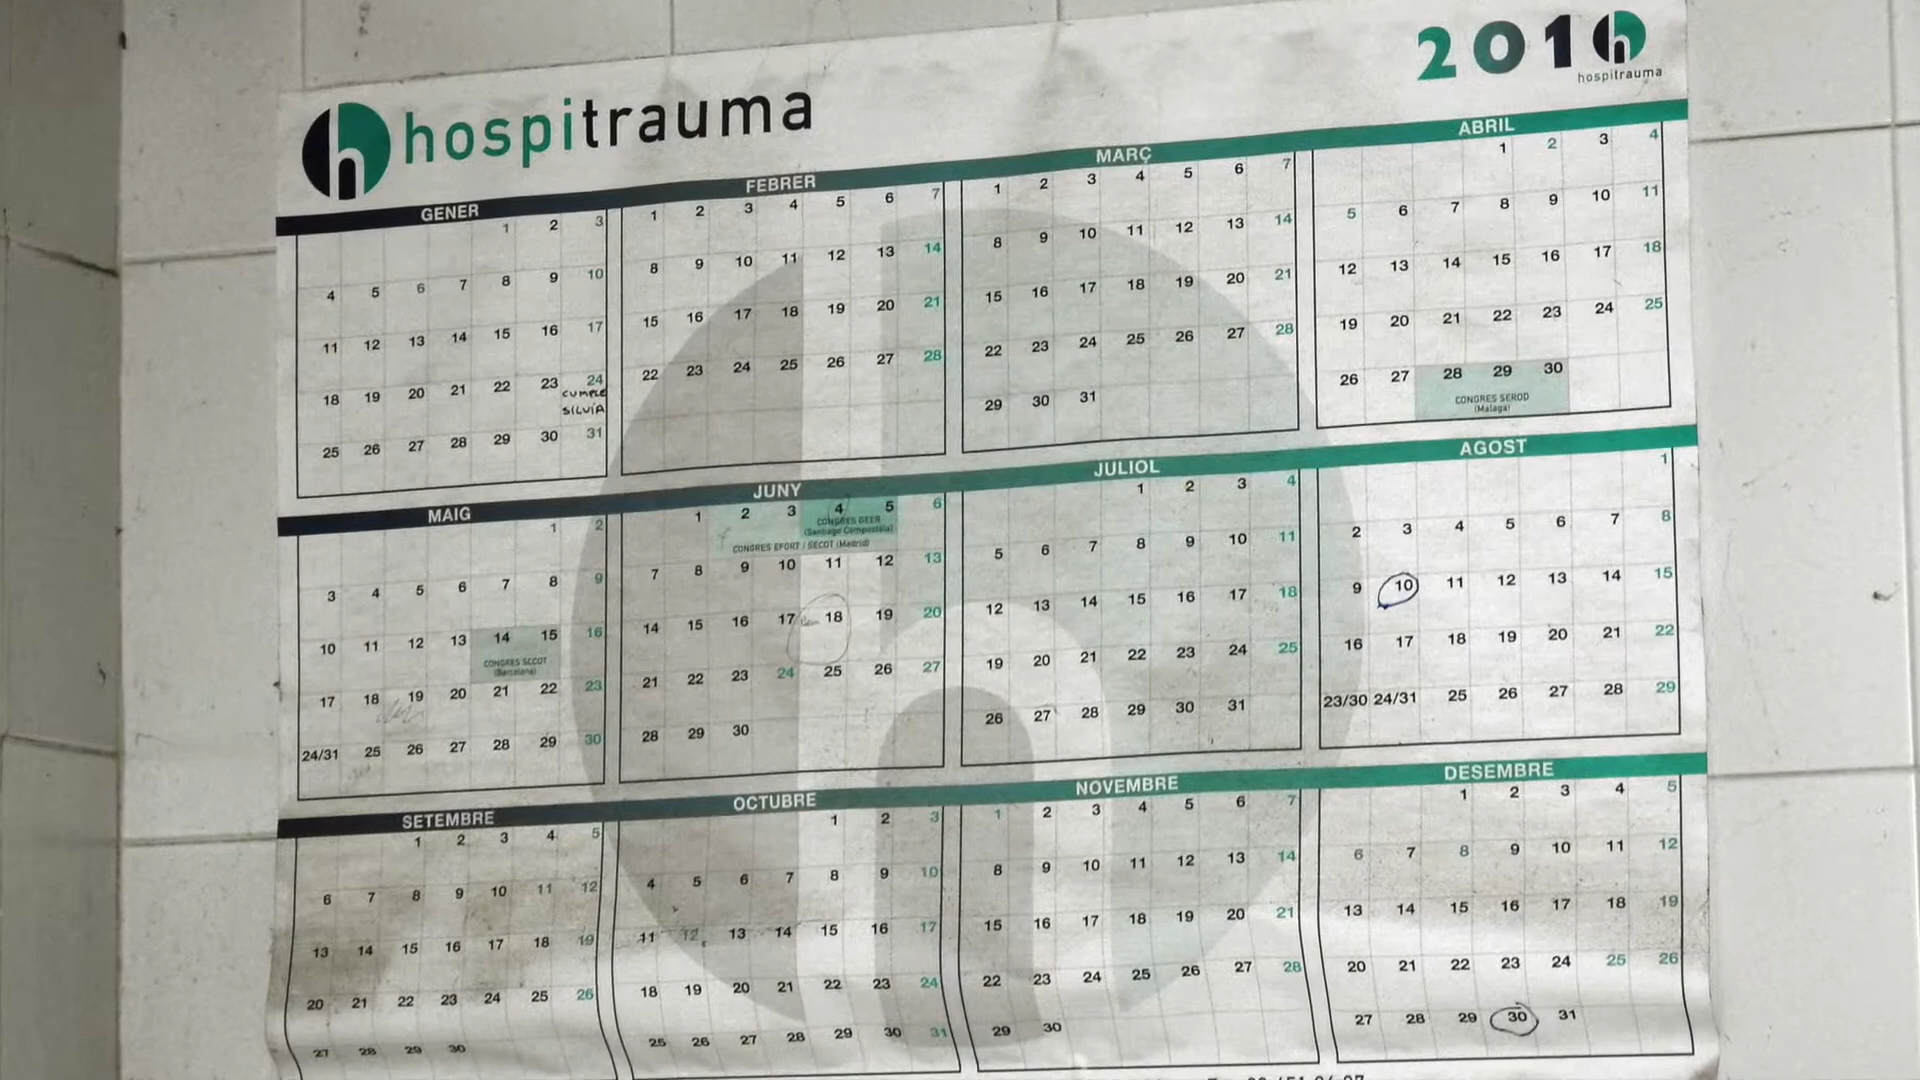 2010
hospitrauma
hospitrauma
GENER
1 2 3
4 5 6 7 8 9 10
11 12 13 14 15 16 17
18 19 20 21 22 23 24
CUMPLE
SILVIA
25 26 27 28 29 30 31
FEBRER
1 2 3 4 5 6 7
8 9 10 11 12 13 14
15 16 17 18 19 20 21
22 23 24 25 26 27 28
MARÇ
1 2 3 4 5 6 7
8 9 10 11 12 13 14
15 16 17 18 19 20 21
22 23 24 25 26 27 28
29 30 31
ABRIL
1 2 3 4
5 6 7 8 9 10 11
12 13 14 15 16 17 18
19 20 21 22 23 24 25
26 27 28 29 30
CONGRES SEROD
(Malaga)
MAIG
1 2
3 4 5 6 7 8 9
10 11 12 13 14 15 16
CONGRES SCCOT
(Barcelona)
17 18 19 20 21 22 23
24/31 25 26 27 28 29 30
JUNY
1 2 3 4 5 6
CONGRES GEER
(Santiago Compostela)
CONGRES EFORT / SECOT (Madrid)
7 8 9 10 11 12 13
14 15 16 17 18 19 20
21 22 23 24 25 26 27
28 29 30
JULIOL
1 2 3 4
5 6 7 8 9 10 11
12 13 14 15 16 17 18
19 20 21 22 23 24 25
26 27 28 29 30 31
AGOST
1
2 3 4 5 6 7 8
9 10 11 12 13 14 15
16 17 18 19 20 21 22
23/30 24/31 25 26 27 28 29
SETEMBRE
1 2 3 4 5
6 7 8 9 10 11 12
13 14 15 16 17 18 19
20 21 22 23 24 25 26
27 28 29 30
OCTUBRE
1 2 3
4 5 6 7 8 9 10
11 12 13 14 15 16 17
18 19 20 21 22 23 24
25 26 27 28 29 30 31
NOVEMBRE
1 2 3 4 5 6 7
8 9 10 11 12 13 14
15 16 17 18 19 20 21
22 23 24 25 26 27 28
29 30
DESEMBRE
1 2 3 4 5
6 7 8 9 10 11 12
13 14 15 16 17 18 19
20 21 22 23 24 25 26
27 28 29 30 31